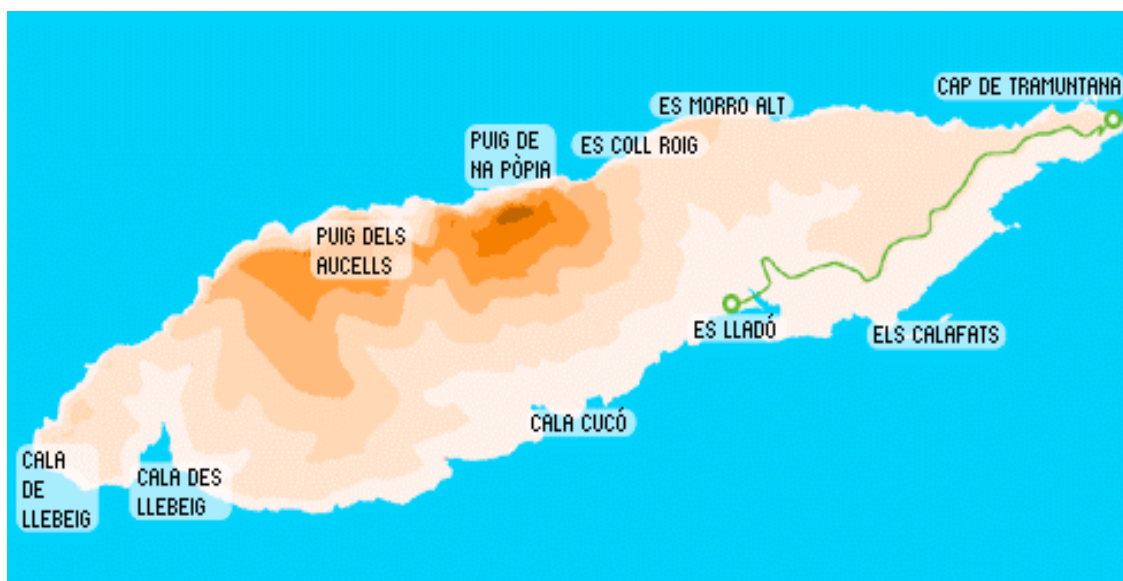 CAP DE TRAMUNTANA
ES MORRO ALT
PUIG DE
NA PÒPIA
ES COLL ROIG
PUIG DELS
AUCELLS
ES LLADÓ
ELS CALAFATS
CALA CUCÓ
CALA
DE
LLEBEIG
CALA DES
LLEBEIG